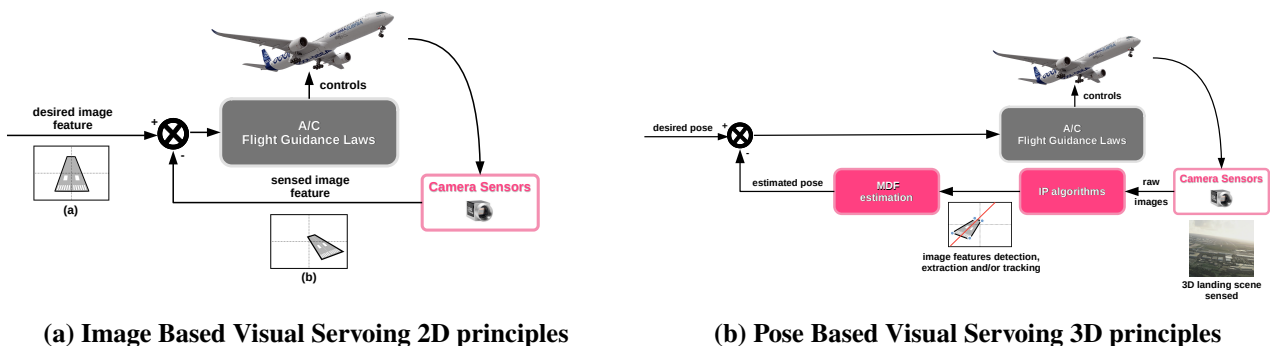 controls
desired image
feature
+
-
A/C
Flight Guidance Laws
sensed image
feature
Camera Sensors
(a)
(b)
(a) Image Based Visual Servoing 2D principles
controls
desired pose
+
-
A/C
Flight Guidance Laws
estimated pose
MDF
estimation
IP algorithms
raw
images
Camera Sensors
image features detection,
extraction and/or tracking
3D landing scene
sensed
(b) Pose Based Visual Servoing 3D principles